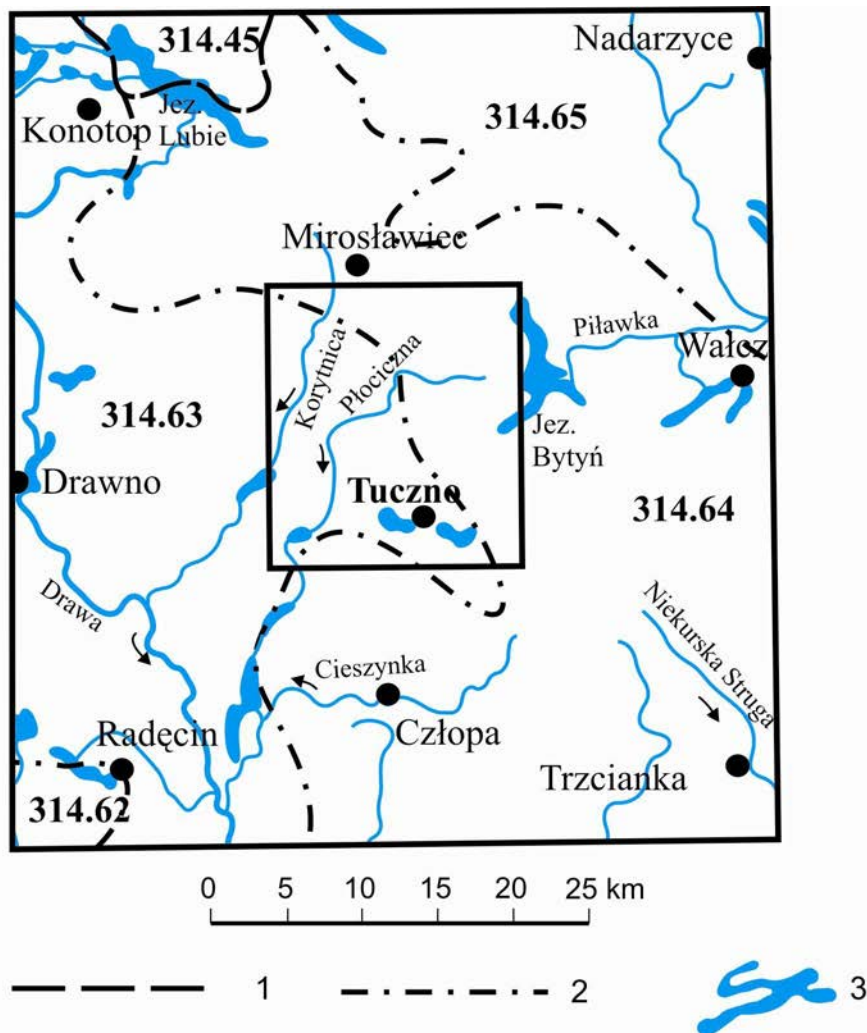 314.45
Nadarzyce
Konotop
Jez.
Lubie
314.65
Mirosławiec
Piławka
Wałcz
Korytnica
Płociczna
314.63
Jez.
Bytyń
Drawno
Tuczno
314.64
Drawa
Niekurska Struga
Cieszynka
Radęcin
Człopa
Trzcianka
314.62
0 5 10 15 20 25 km
1 2 3